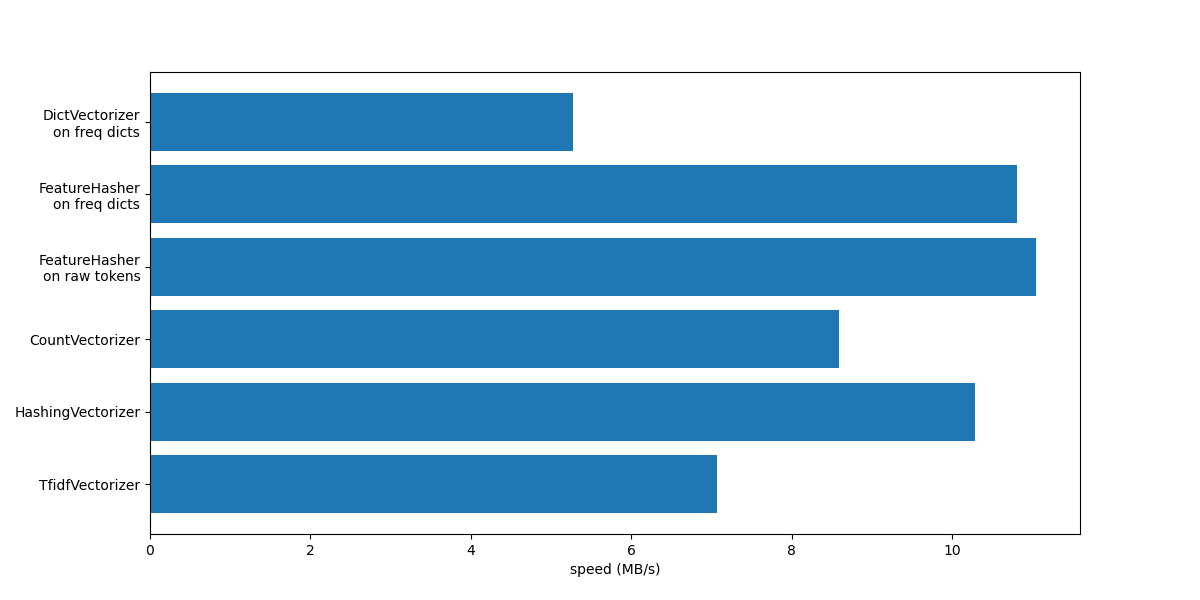 DictVectorizer
on freq dicts
FeatureHasher
on freq dicts
FeatureHasher
on raw tokens
CountVectorizer
HashingVectorizer
TfidfVectorizer
0 2 4 6 8 10
speed (MB/s)